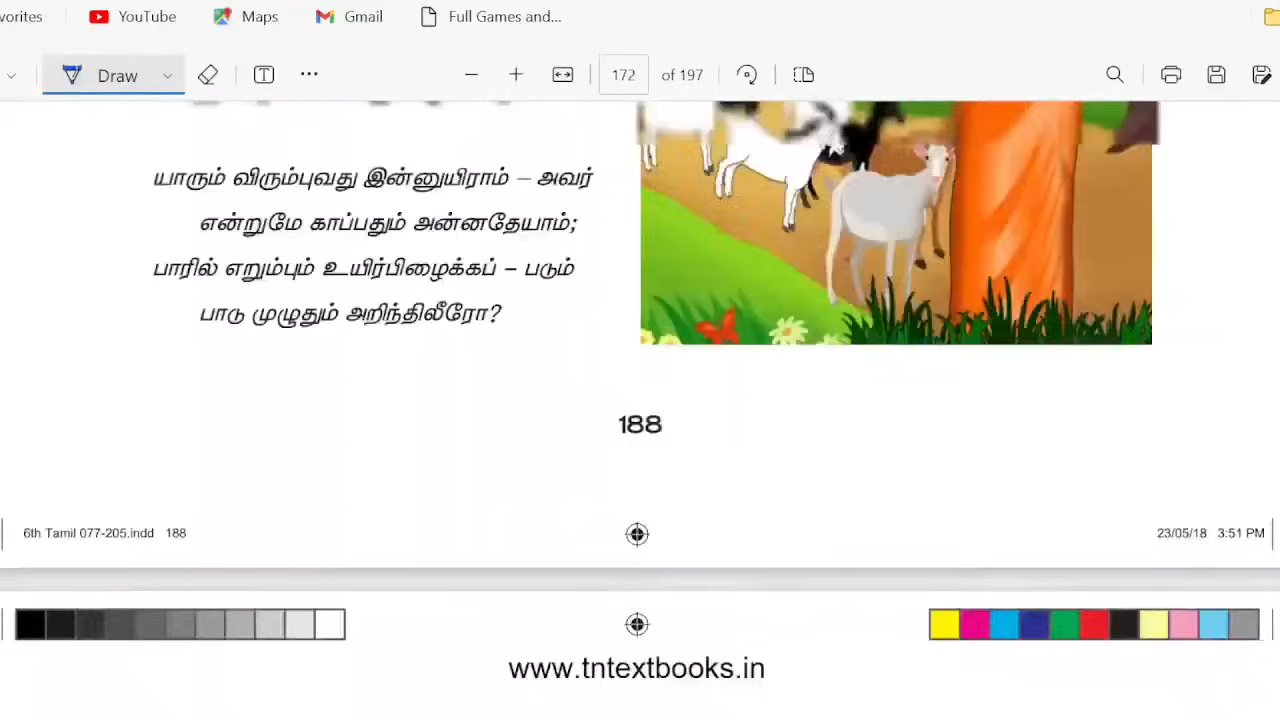 vorites YouTube Maps Gmail Full Games and...
Draw 172 of 197
யாரும் விரும்புவது இன்னுயிராம் – அவர்
என்றுமே காப்பதும் அன்னதேயாம்;
பாரில் எறும்பும் உயிர்பிழைக்கப் – படும்
பாடு முழுதும் அறிந்திலீரோ?
188
6th Tamil 077-205.indd 188 23/05/18 3:51 PM
www.tntextbooks.in